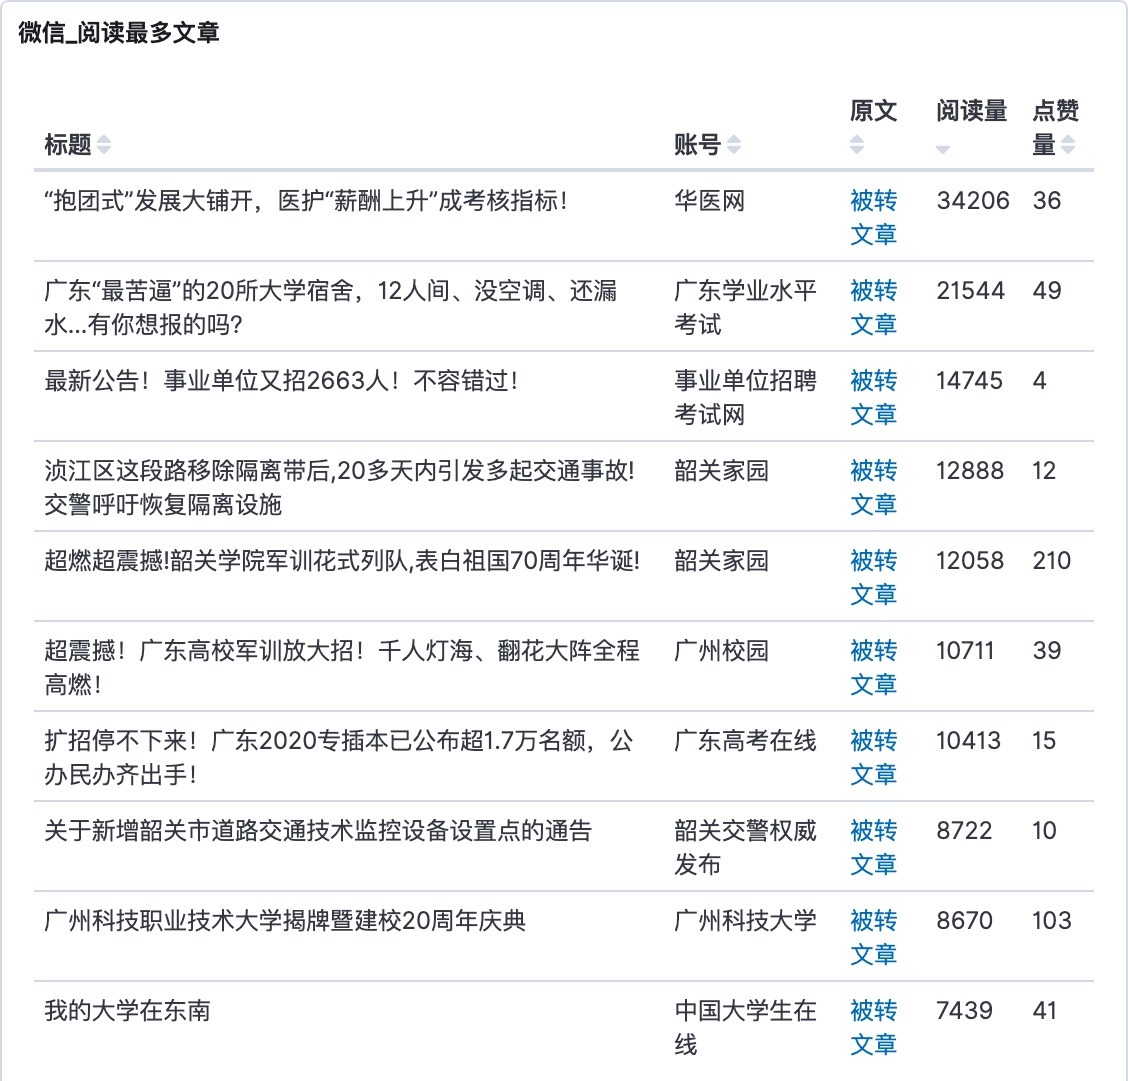 微信_阅读最多文章
标题 账号 原文 阅读量 点赞量
“抱团式”发展大铺开，医护“薪酬上升”成考核指标！ 华医网 被转 34206 36
文章
广东“最苦逼”的20所大学宿舍，12人间、没空调、还漏 广东学业水平 被转 21544 49
水...有你想报的吗? 考试 文章
最新公告！事业单位又招2663人！不容错过！ 事业单位招聘 被转 14745 4
考试网 文章
浈江区这段路移除隔离带后,20多天内引发多起交通事故! 韶关家园 被转 12888 12
交警呼吁恢复隔离设施 文章
超燃超震撼!韶关学院军训花式列队,表白祖国70周年华诞! 韶关家园 被转 12058 210
文章
超震撼！广东高校军训放大招！千人灯海、翻花大阵全程 广州校园 被转 10711 39
高燃！ 文章
扩招停不下来！广东2020专插本已公布超1.7万名额，公 广东高考在线 被转 10413 15
办民办齐出手！ 文章
关于新增韶关市道路交通技术监控设备设置点的通告 韶关交警权威 被转 8722 10
发布 文章
广州科技职业技术大学揭牌暨建校20周年庆典 广州科技大学 被转 8670 103
文章
我的大学在东南 中国大学生在 被转 7439 41
线 文章